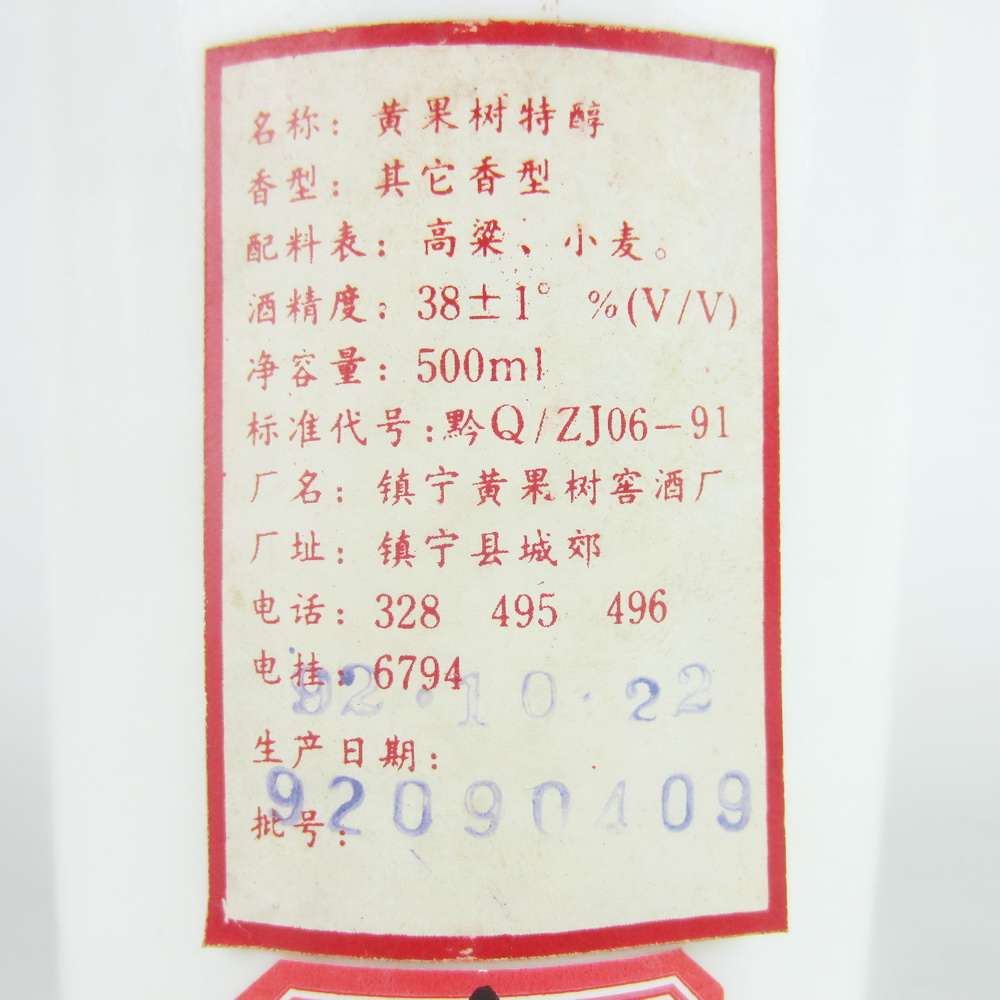 名称：黄果树特醇
香型：其它香型
配料表：高粱、小麦。
酒精度：38±1° %(V/V)
净容量：500ml
标准代号：黔Q/ZJ06-91
厂名：镇宁黄果树窖酒厂
厂址：镇宁县城郊
电话：328 495 496
电挂：6794
92·10·22
生产日期：
92090409
批号：